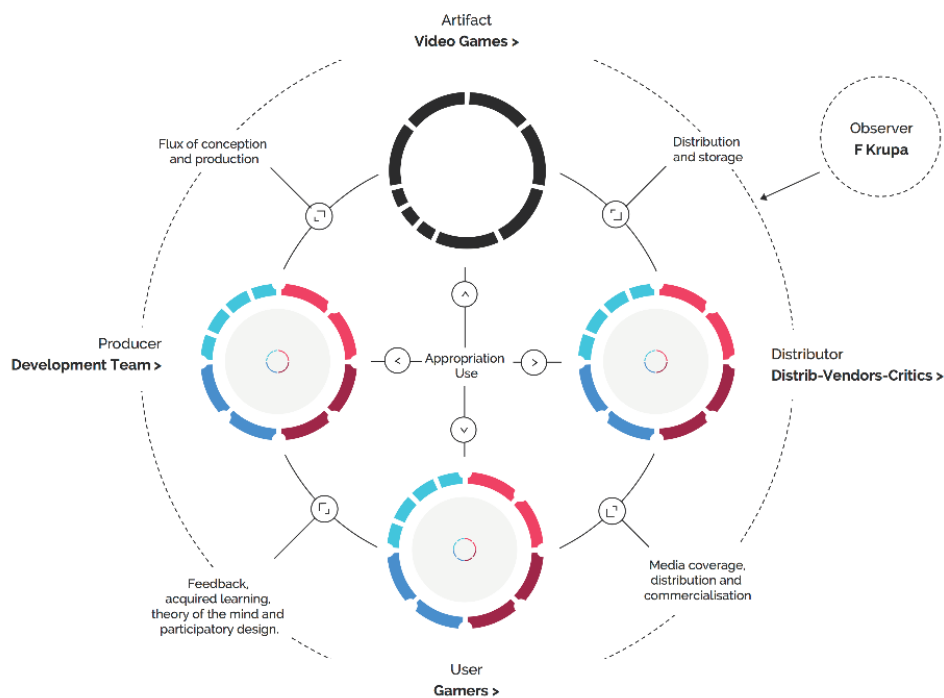 Artifact
Video Games >
Flux of conception
and production
Distribution
and storage
Observer
F Krupa
Producer
Development Team >
Appropriation
Use
Distributor
Distrib-Vendors-Critics >
Feedback,
acquired learning,
theory of the mind and
participatory design.
Media coverage,
distribution and
commercialisation
User
Gamers >